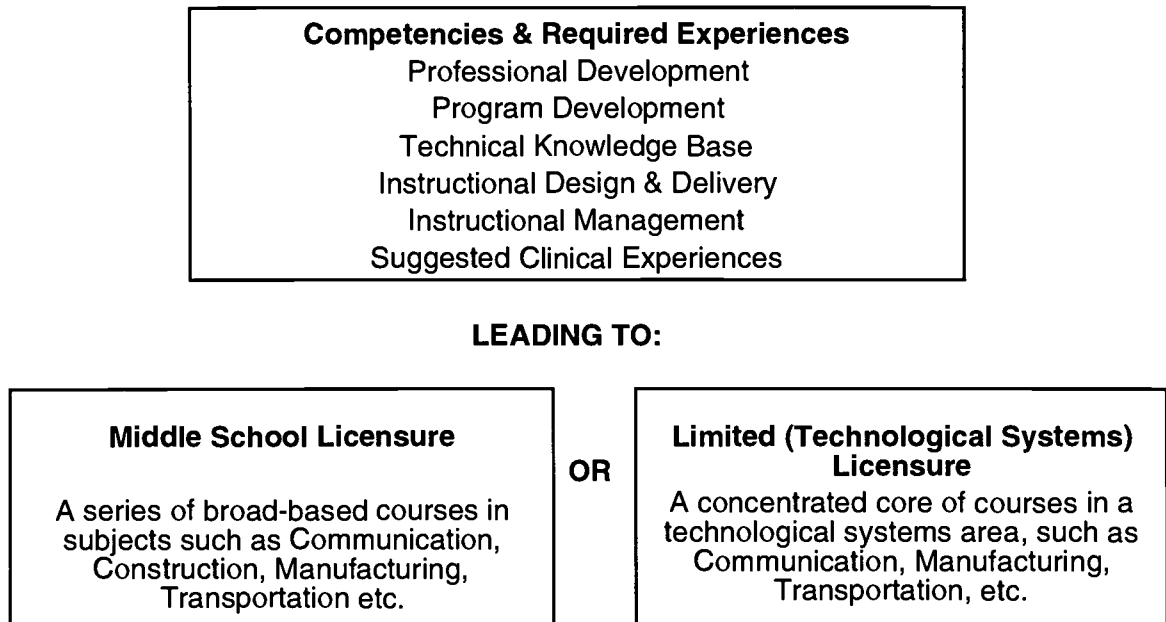 Competencies & Required Experiences
Professional Development
Program Development
Technical Knowledge Base
Instructional Design & Delivery
Instructional Management
Suggested Clinical Experiences
LEADING TO:
Middle School Licensure
A series of broad-based courses in
subjects such as Communication,
Construction, Manufacturing,
Transportation etc.
OR
Limited (Technological Systems)
Licensure
A concentrated core of courses in a
technological systems area, such as
Communication, Manufacturing,
Transportation, etc.